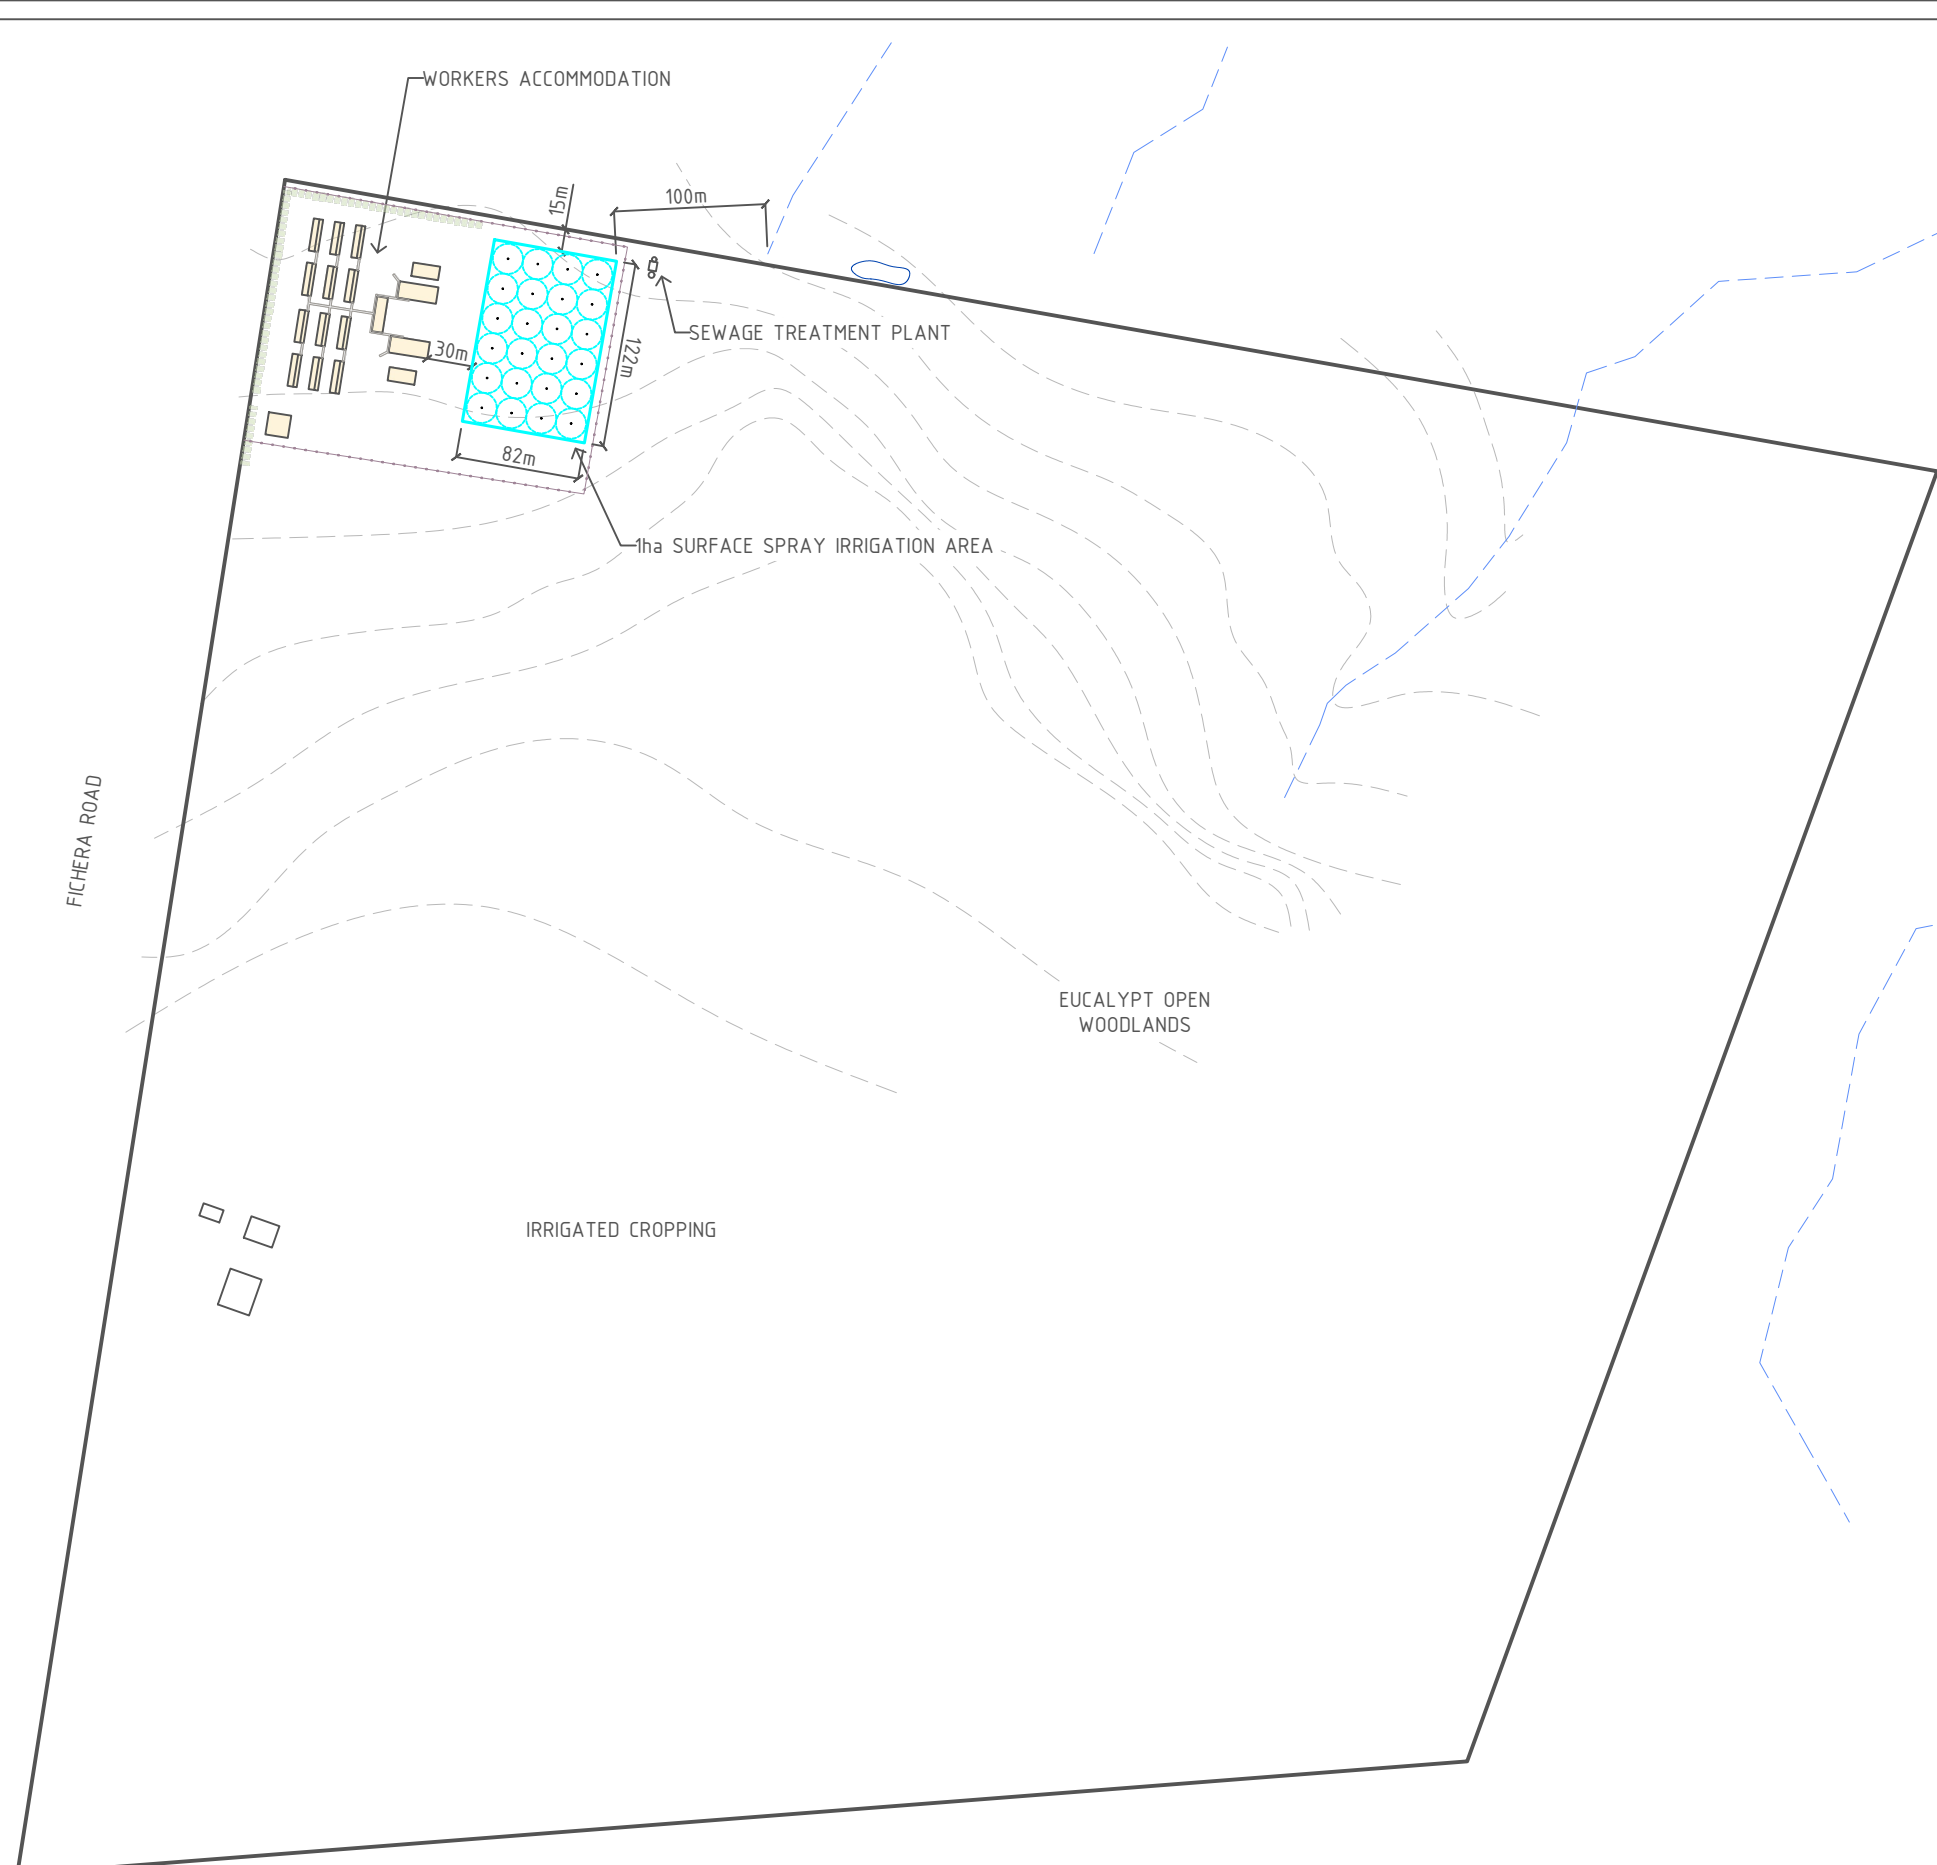 WORKERS ACCOMMODATION
15m
100m
SEWAGE TREATMENT PLANT
30m
122m
82m
1ha SURFACE SPRAY IRRIGATION AREA
FICHERA ROAD
EUCALYPT OPEN
WOODLANDS
IRRIGATED CROPPING